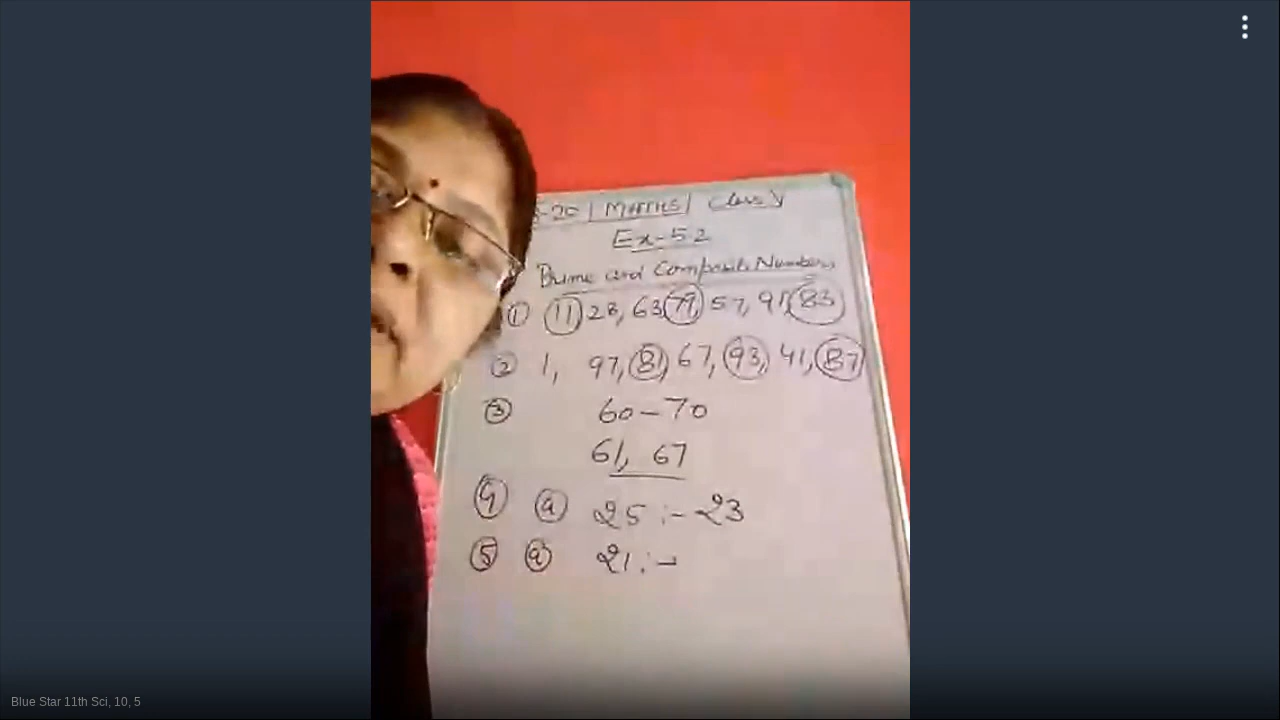 -20 | MATHS | Class V
Ex-5.2
Prime and Composite Numbers
① 11, 23, 63, 79, 57, 91, 83
② 1, 97, 81, 67, 93, 41, 87
③ 60-70
61, 67
④ ⓐ 25 :- 23
⑤ ⓐ 21 :-
Blue Star 11th Sci, 10, 5